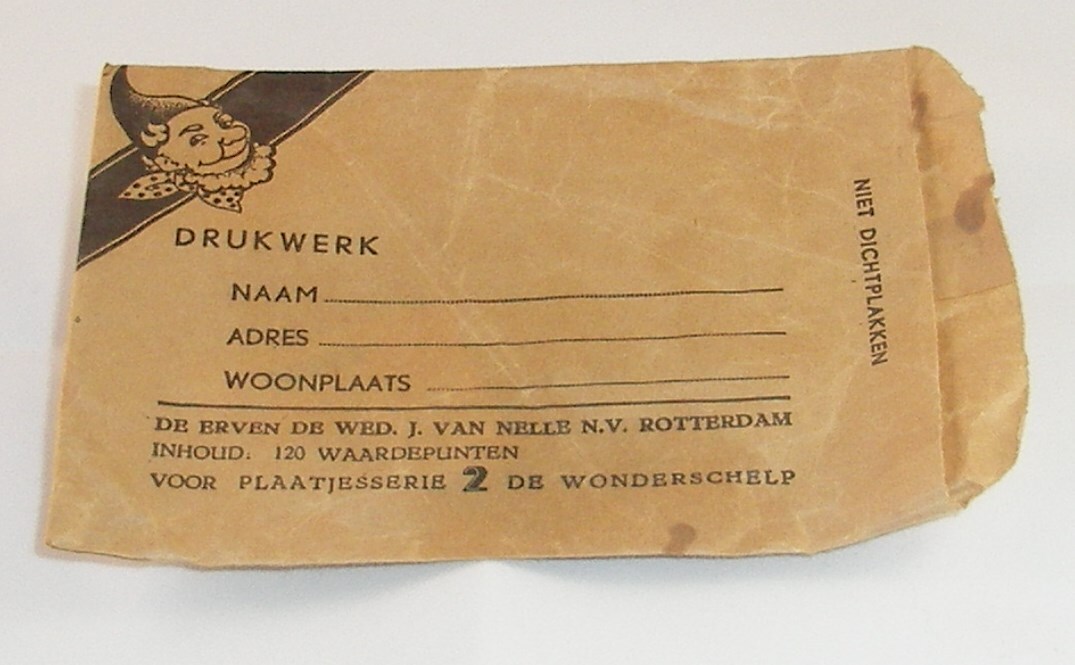 DRUKWERK
NAAM
ADRES
WOONPLAATS
DE ERVEN DE WED. J. VAN NELLE N.V. ROTTERDAM
INHOUD: 120 WAARDEPUNTEN
VOOR PLAATJESSERIE 2 DE WONDERSCHELP
NIET DICHTPLAKKEN